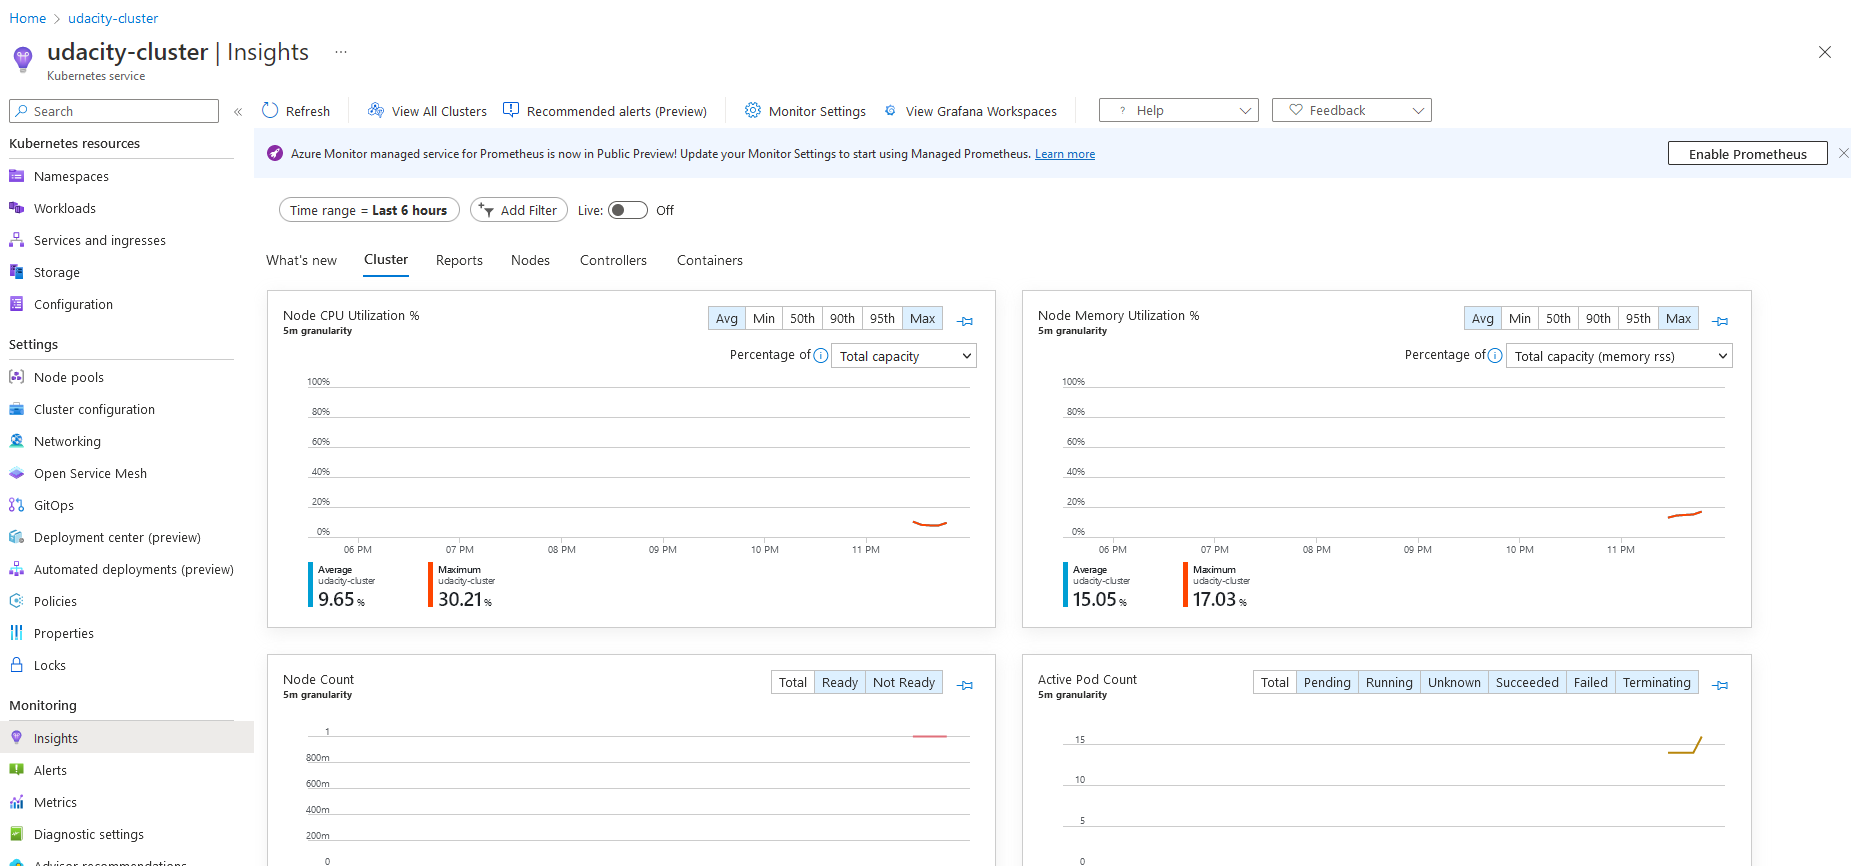 Home > udacity-cluster
udacity-cluster | Insights ...
Kubernetes service
Search
«
Refresh
View All Clusters
Recommended alerts (Preview)
Monitor Settings
View Grafana Workspaces
? Help
Feedback
Azure Monitor managed service for Prometheus is now in Public Preview! Update your Monitor Settings to start using Managed Prometheus. Learn more
Enable Prometheus
Kubernetes resources
Namespaces
Workloads
Services and ingresses
Storage
Configuration
Settings
Node pools
Cluster configuration
Networking
Open Service Mesh
GitOps
Deployment center (preview)
Automated deployments (preview)
Policies
Properties
Locks
Monitoring
Insights
Alerts
Metrics
Diagnostic settings
Advisor recommendations
Time range = Last 6 hours
Add Filter
Live: Off
What's new
Cluster
Reports
Nodes
Controllers
Containers
Node CPU Utilization %
5m granularity
Avg Min 50th 90th 95th Max
Percentage of Total capacity
100%
80%
60%
40%
20%
0%
06 PM 07 PM 08 PM 09 PM 10 PM 11 PM
Average
udacity-cluster
9.65 %
Maximum
udacity-cluster
30.21 %
Node Memory Utilization %
5m granularity
Avg Min 50th 90th 95th Max
Percentage of Total capacity (memory rss)
100%
80%
60%
40%
20%
0%
06 PM 07 PM 08 PM 09 PM 10 PM 11 PM
Average
udacity-cluster
15.05 %
Maximum
udacity-cluster
17.03 %
Node Count
5m granularity
Total Ready Not Ready
1
800m
600m
400m
200m
0
Active Pod Count
5m granularity
Total Pending Running Unknown Succeeded Failed Terminating
15
10
5
0